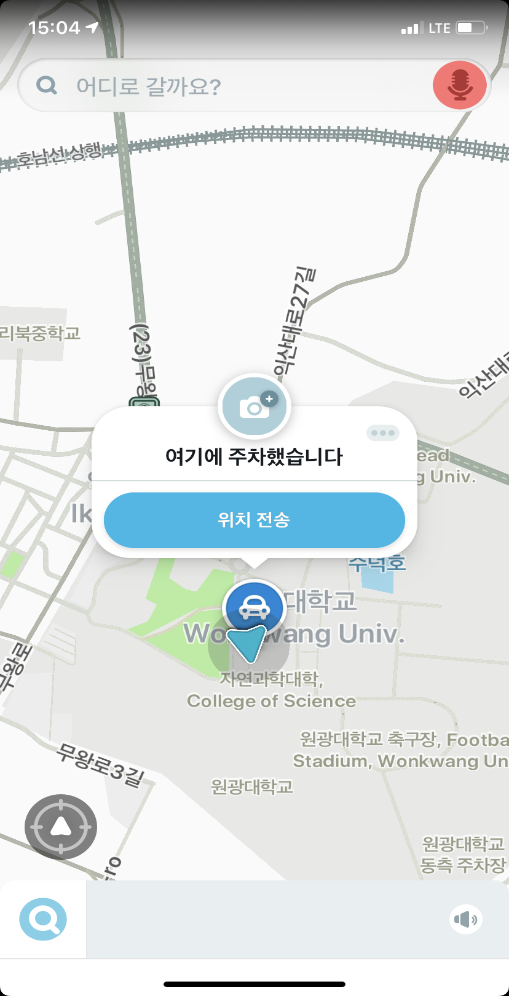 15:04
LTE
어디로 갈까요?
호남선상행
익산대로27길
리북중학교
(23)무왕
익산대로
ead
여기에 주차했습니다
g Univ.
Ik
위치 전송
수덕호
대학교
Wonkwang Univ.
자연과학대학,
College of Science
무왕로
원광대학교 축구장, Footba
Stadium, Wonkwang Un
무왕로3길
원광대학교
원광대학교
동측 주차장
ro